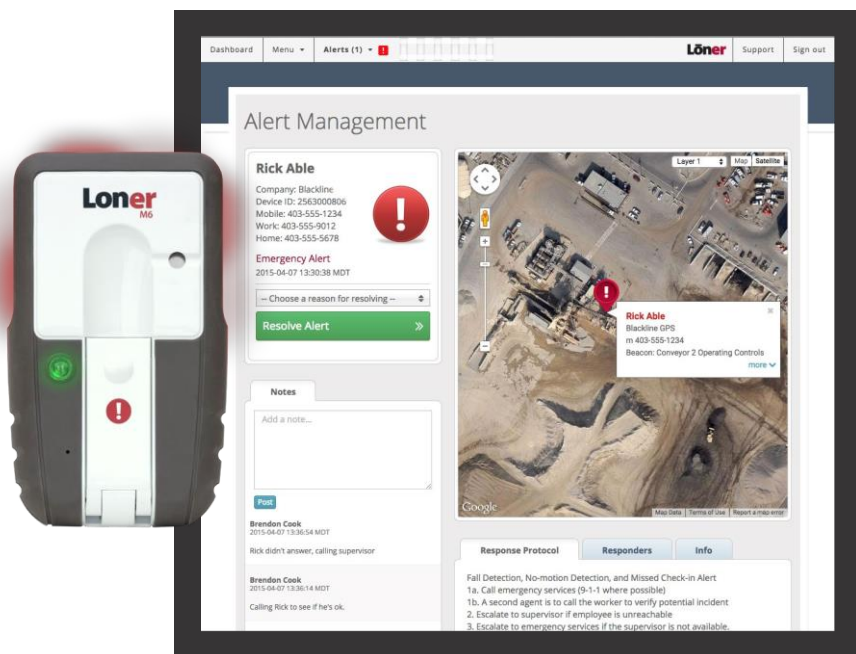 Dashboard
Menu
Alerts (1)
!
Lōner
Support
Sign out
Alert Management
Loner
M6
!
Rick Able
Company: Blackline
Device ID: 2563000806
Mobile: 403-555-1234
Work: 403-555-9012
Home: 403-555-5678
!
Emergency Alert
2015-04-07 13:30:38 MDT
-- Choose a reason for resolving --
Resolve Alert »
Layer 1
Map
Satellite
!
Rick Able
Blackline GPS
m 403-555-1234
Beacon: Conveyor 2 Operating Controls
more
Google
Map Data
Terms of Use
Report a map error
Notes
Add a note...
Post
Brendon Cook
2015-04-07 13:36:54 MDT
Rick didn't answer, calling supervisor
Brendon Cook
2015-04-07 13:36:14 MDT
Calling Rick to see if he's ok.
Response Protocol
Responders
Info
Fall Detection, No-motion Detection, and Missed Check-in Alert
1a. Call emergency services (9-1-1 where possible)
1b. A second agent is to call the worker to verify potential incident
2. Escalate to supervisor if employee is unreachable
3. Escalate to emergency services if the supervisor is not available.